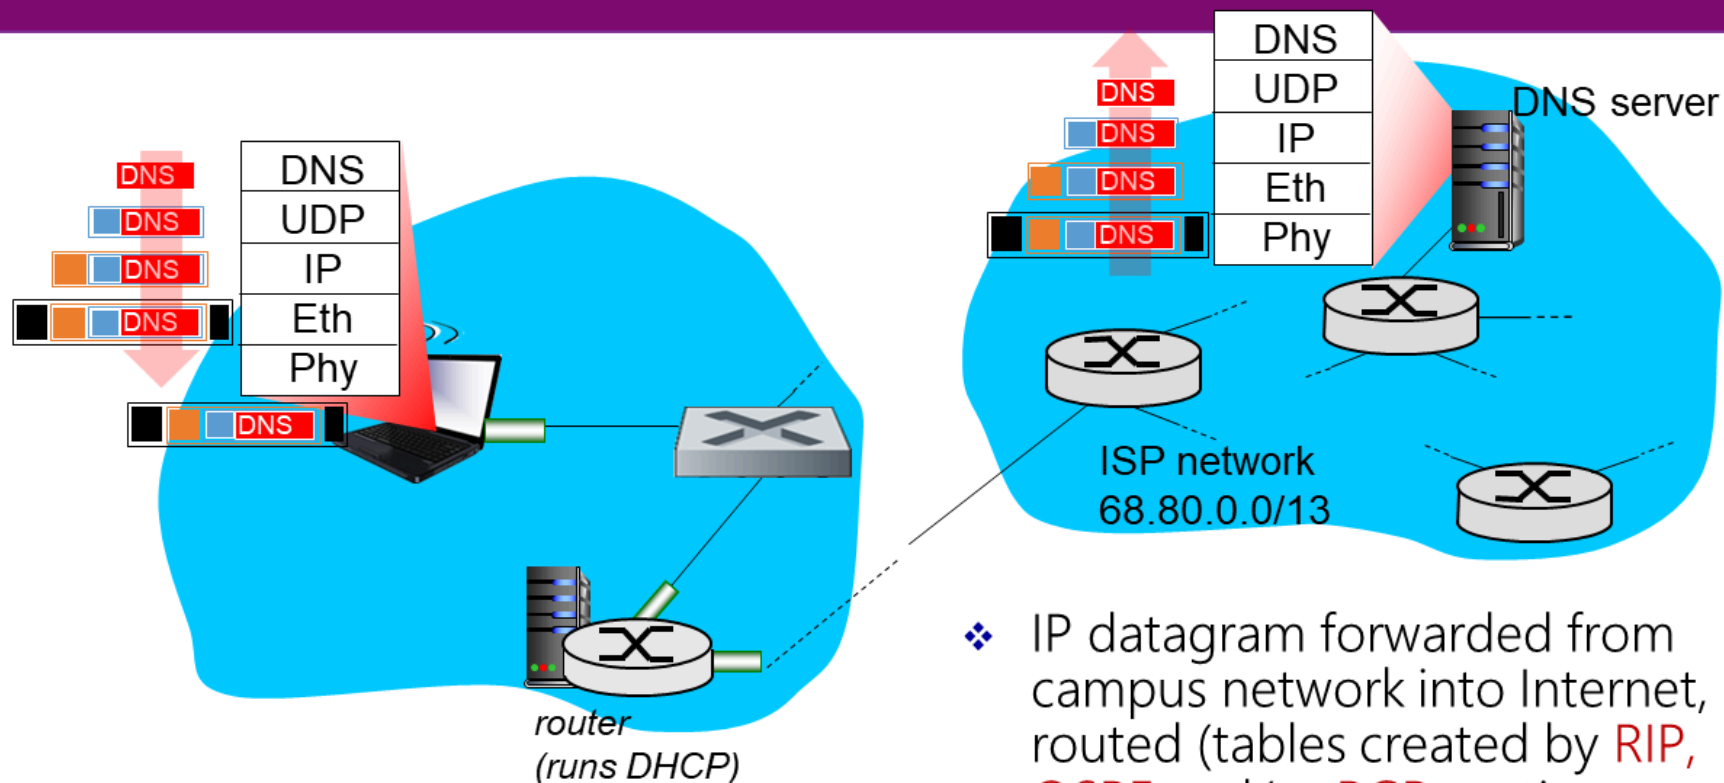 DNS
DNS
DNS
DNS
DNS
DNS
UDP
IP
Eth
Phy
DNS
DNS
DNS
DNS
DNS
UDP
IP
Eth
Phy
DNS server
ISP network
68.80.0.0/13
router
(runs DHCP)
❖ IP datagram forwarded from
campus network into Internet,
routed (tables created by RIP,